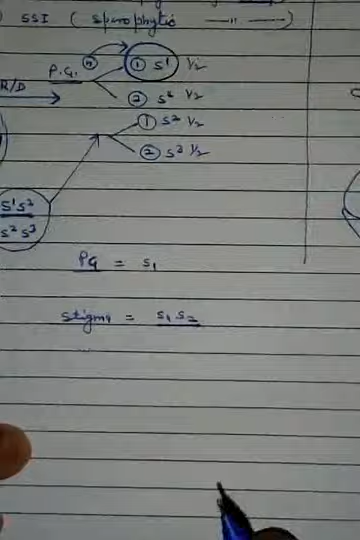 SSI ( Sporophytic —〃— )
R/D
P.G. (n) ① S¹ ½
② S² ½
① S² ½
② S³ ½
S¹S²
S²S³
PG = S₁
Stigma = S₁ S₂